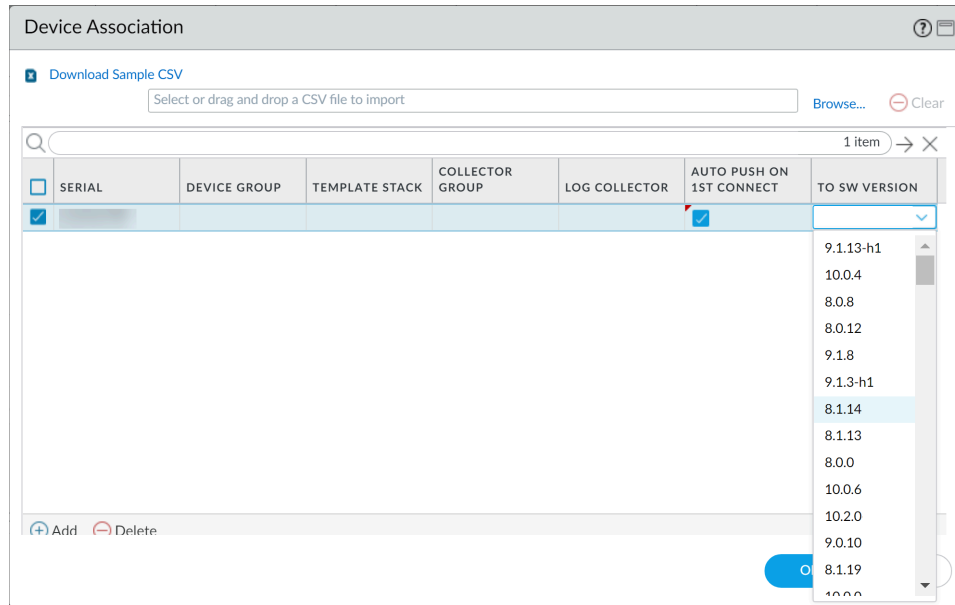 Device Association
Download Sample CSV
Select or drag and drop a CSV file to import
Browse...
Clear
1 item
SERIAL
DEVICE GROUP
TEMPLATE STACK
COLLECTOR
GROUP
LOG COLLECTOR
AUTO PUSH ON
1ST CONNECT
TO SW VERSION
9.1.13-h1
10.0.4
8.0.8
8.0.12
9.1.8
9.1.3-h1
8.1.14
8.1.13
8.0.0
10.0.6
10.2.0
9.0.10
8.1.19
10.0.0
Add
Delete